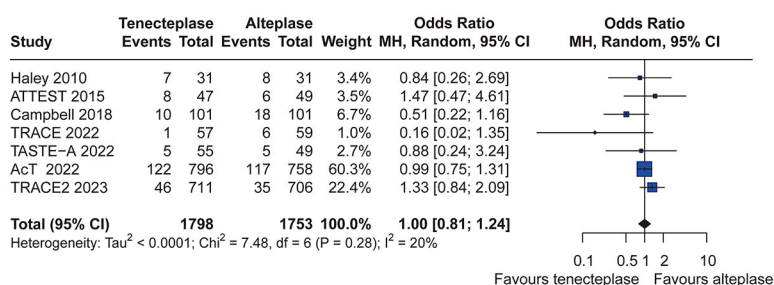 Tenecteplase Alteplase Odds Ratio Odds Ratio
Study Events Total Events Total Weight MH, Random, 95% CI MH, Random, 95% CI
Haley 2010 7 31 8 31 3.4% 0.84 [0.26; 2.69]
ATTEST 2015 8 47 6 49 3.5% 1.47 [0.47; 4.61]
Campbell 2018 10 101 18 101 6.7% 0.51 [0.22; 1.16]
TRACE 2022 1 57 6 59 1.0% 0.16 [0.02; 1.35]
TASTE−A 2022 5 55 5 49 2.7% 0.88 [0.24; 3.24]
AcT 2022 122 796 117 758 60.3% 0.99 [0.75; 1.31]
TRACE2 2023 46 711 35 706 22.4% 1.33 [0.84; 2.09]
Total (95% CI) 1798 1753 100.0% 1.00 [0.81; 1.24]
Heterogeneity: Tau² < 0.0001; Chi² = 7.48, df = 6 (P = 0.28); I² = 20%
0.1 0.5 1 2 10
Favours tenecteplase Favours alteplase